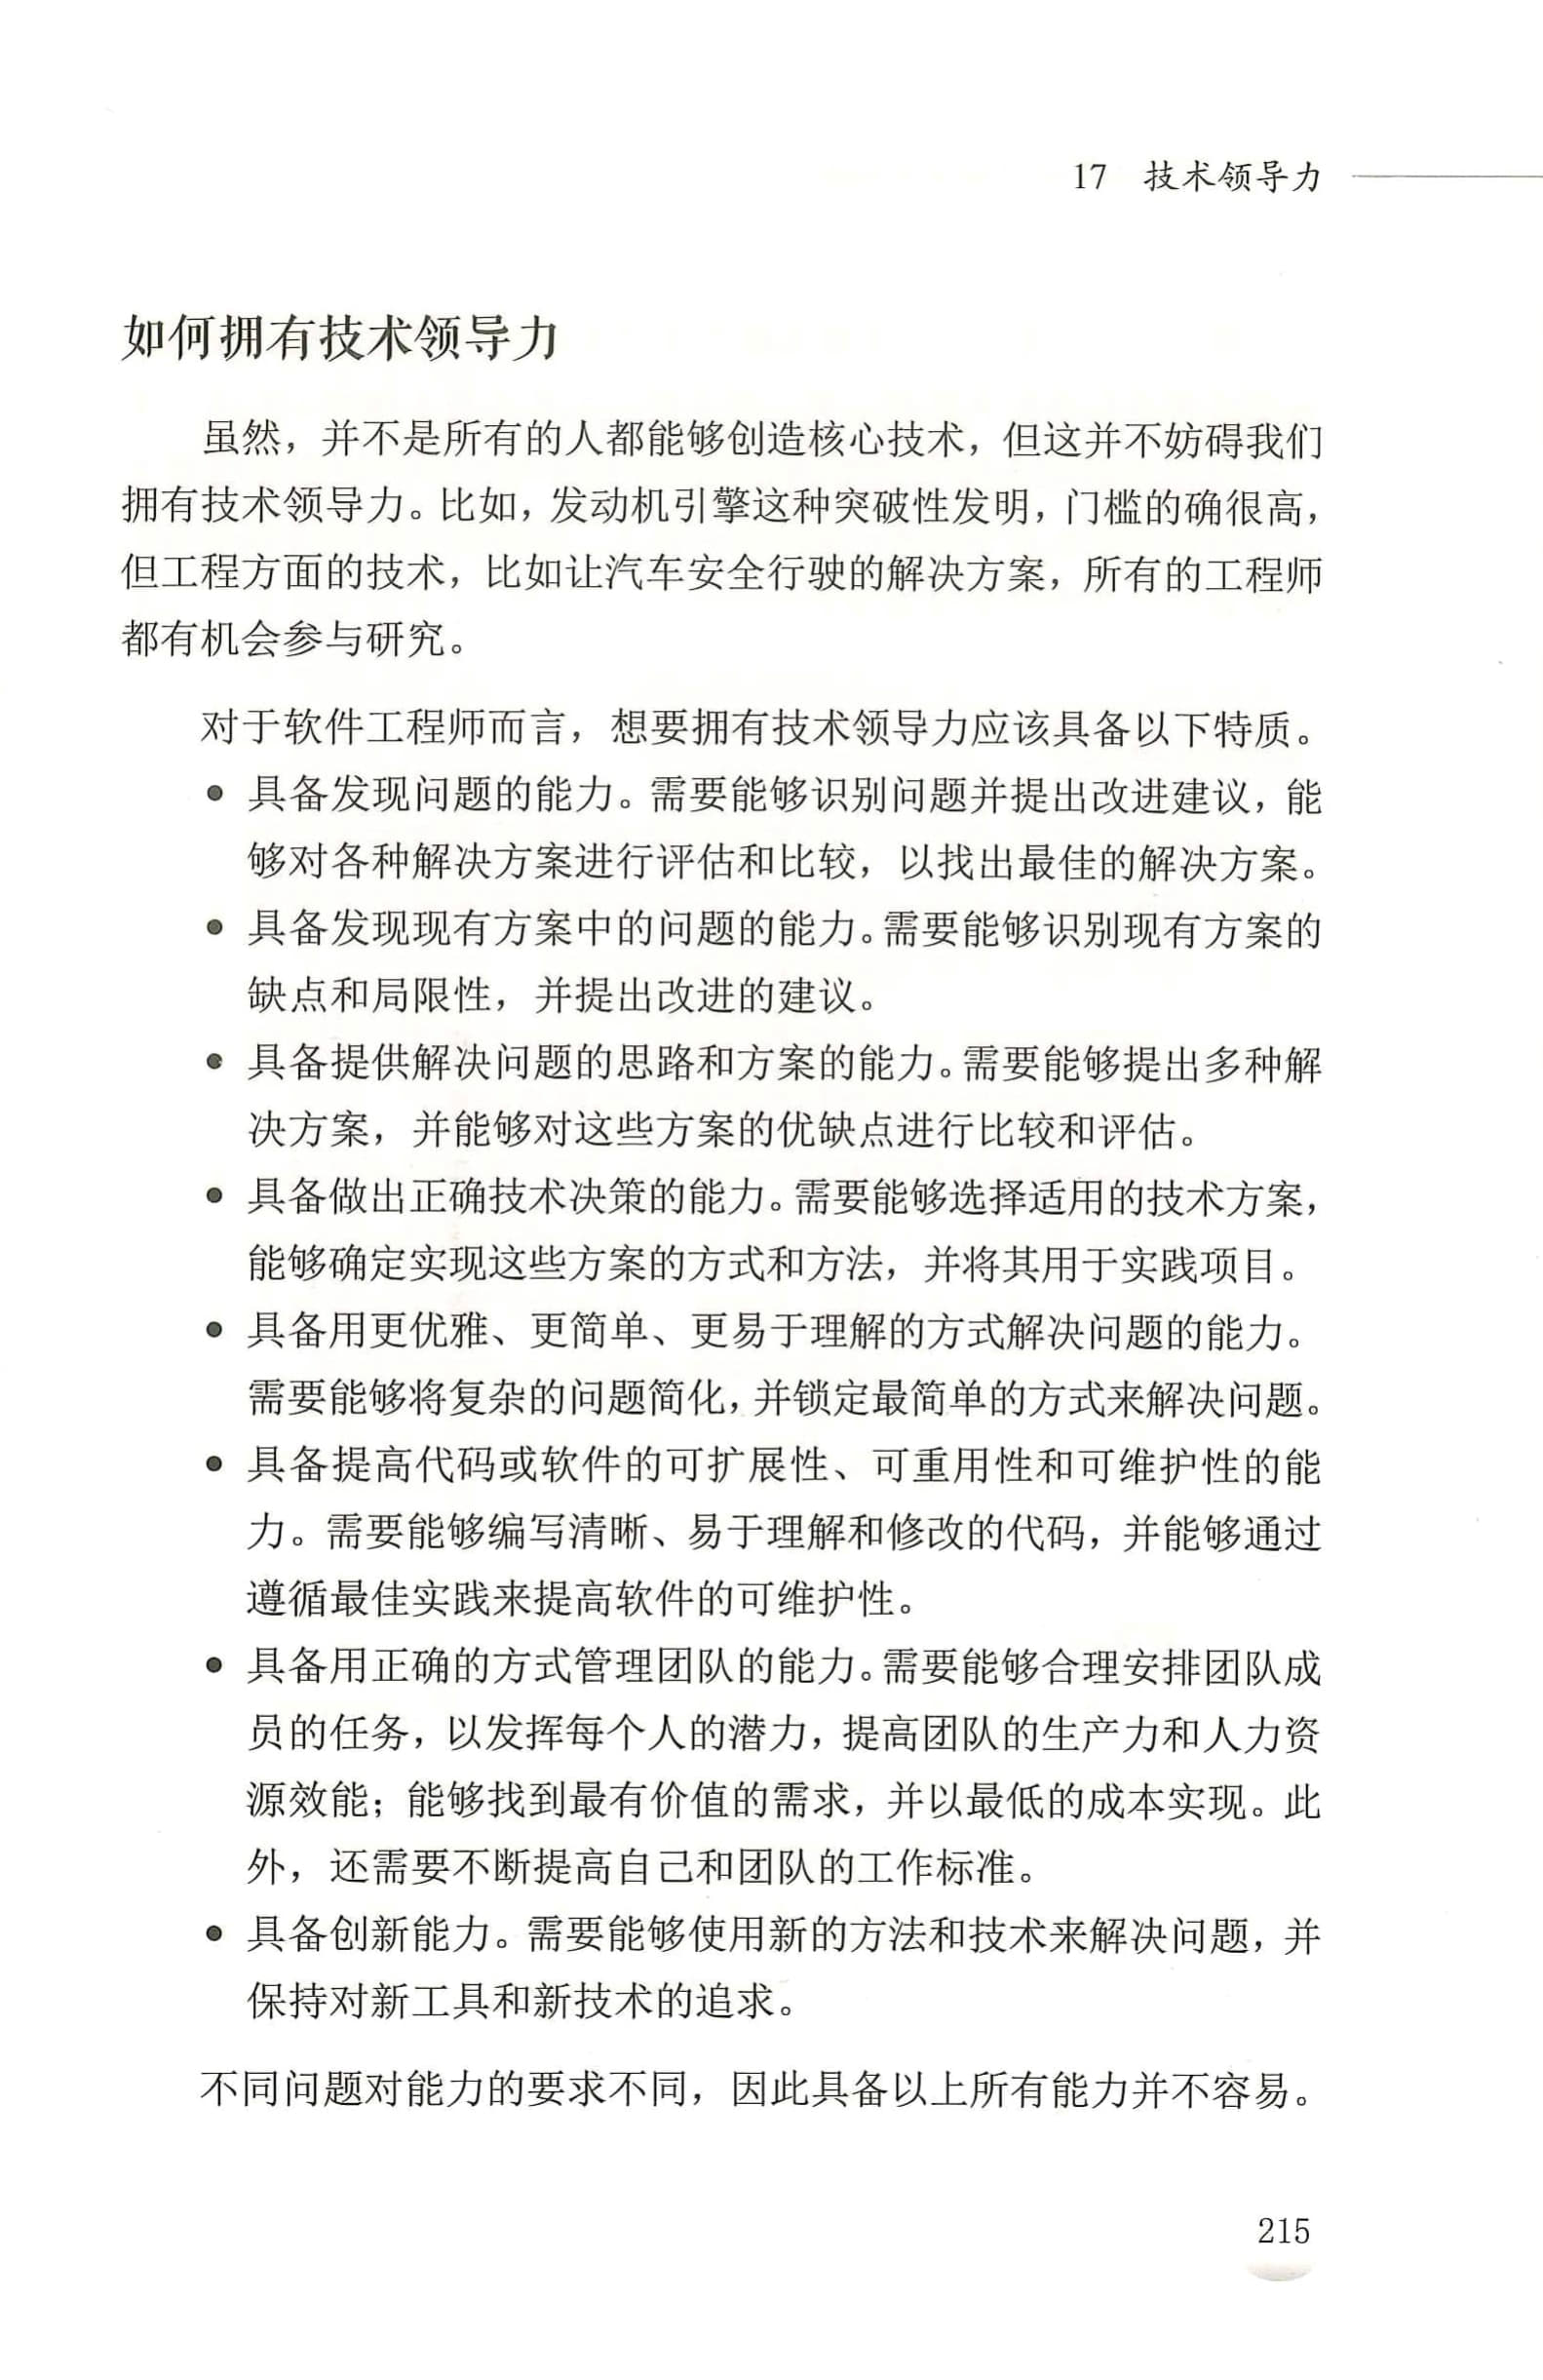 17 技术领导力
如何拥有技术领导力
虽然，并不是所有的人都能够创造核心技术，但这并不妨碍我们
拥有技术领导力。比如，发动机引擎这种突破性发明，门槛的确很高，
但工程方面的技术，比如让汽车安全行驶的解决方案，所有的工程师
都有机会参与研究。
对于软件工程师而言，想要拥有技术领导力应该具备以下特质。
● 具备发现问题的能力。需要能够识别问题并提出改进建议，能
够对各种解决方案进行评估和比较，以找出最佳的解决方案。
● 具备发现现有方案中的问题的能力。需要能够识别现有方案的
缺点和局限性，并提出改进的建议。
● 具备提供解决问题的思路和方案的能力。需要能够提出多种解
决方案，并能够对这些方案的优缺点进行比较和评估。
● 具备做出正确技术决策的能力。需要能够选择适用的技术方案，
能够确定实现这些方案的方式和方法，并将其用于实践项目。
● 具备用更优雅、更简单、更易于理解的方式解决问题的能力。
需要能够将复杂的问题简化，并锁定最简单的方式来解决问题。
● 具备提高代码或软件的可扩展性、可重用性和可维护性的能
力。需要能够编写清晰、易于理解和修改的代码，并能够通过
遵循最佳实践来提高软件的可维护性。
● 具备用正确的方式管理团队的能力。需要能够合理安排团队成
员的任务，以发挥每个人的潜力，提高团队的生产力和人力资
源效能；能够找到最有价值的需求，并以最低的成本实现。此
外，还需要不断提高自己和团队的工作标准。
● 具备创新能力。需要能够使用新的方法和技术来解决问题，并
保持对新工具和新技术的追求。
不同问题对能力的要求不同，因此具备以上所有能力并不容易。
215